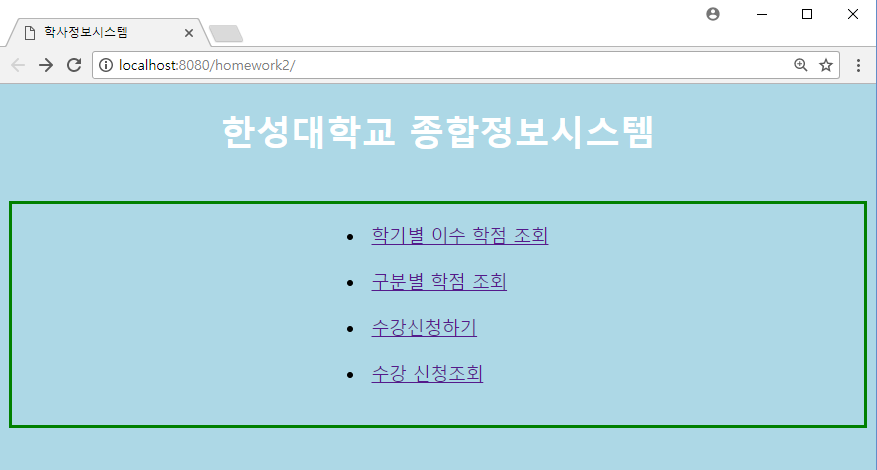 학사정보시스템
localhost:8080/homework2/
한성대학교 종합정보시스템
학기별 이수 학점 조회
구분별 학점 조회
수강신청하기
수강 신청조회